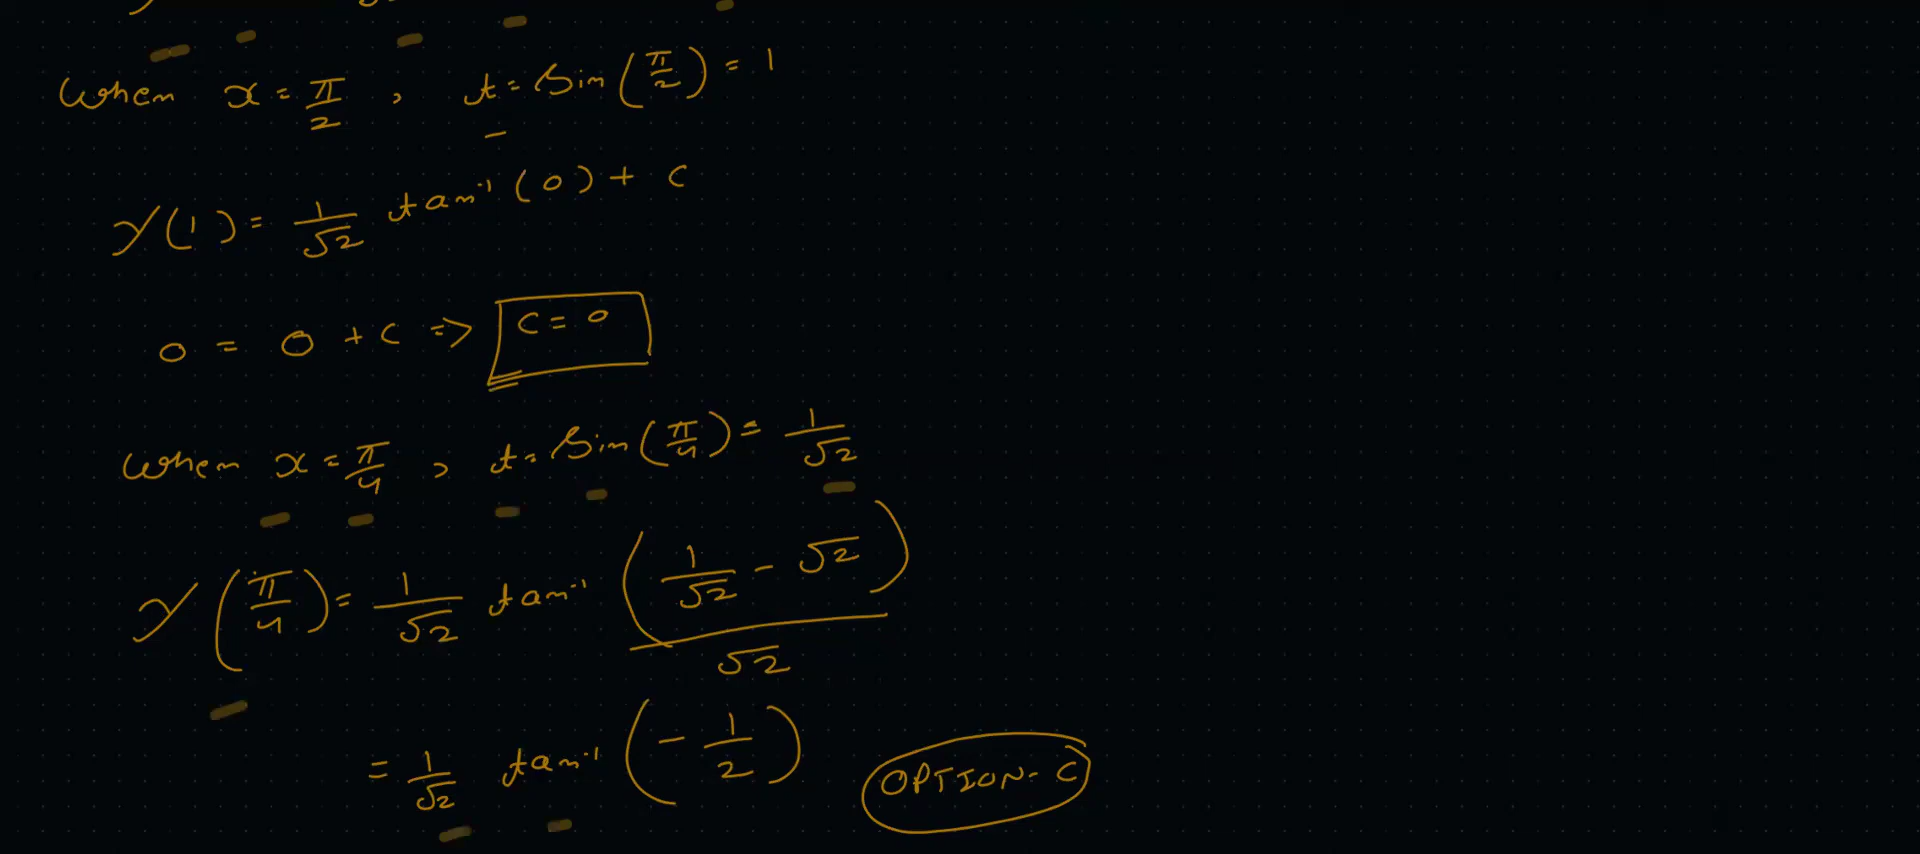 When x = π/2 , t = Sin(π/2) = 1
y(1) = 1/√2 tan⁻¹(0) + C
0 = 0 + C => C = 0
When x = π/4 , t = Sin(π/4) = 1/√2
y(π/4) = 1/√2 tan⁻¹ (1/√2 - √2)/√2
= 1/√2 tan⁻¹(-1/2)
OPTION- C